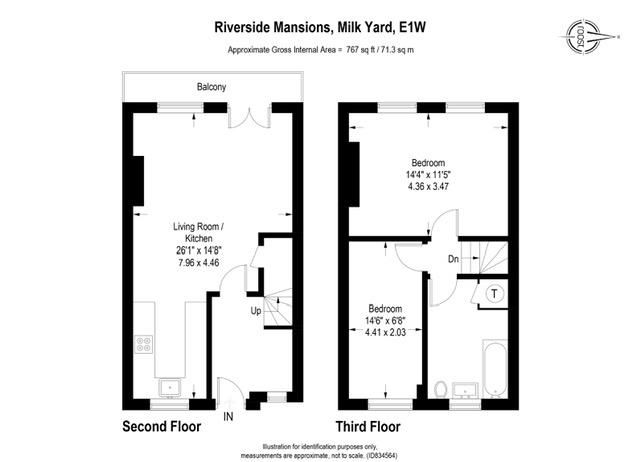 Riverside Mansions, Milk Yard, E1W
Approximate Gross Internal Area = 767 sq ft / 71.3 sq m
roost
Balcony
Living Room /
Kitchen
26'1" x 14'8"
7.96 x 4.46
Up
IN
Second Floor
Bedroom
14'4" x 11'5"
4.36 x 3.47
Dn
T
Bedroom
14'6" x 6'8"
4.41 x 2.03
Third Floor
Illustration for identification purposes only,
measurements are approximate, not to scale. (ID834564)